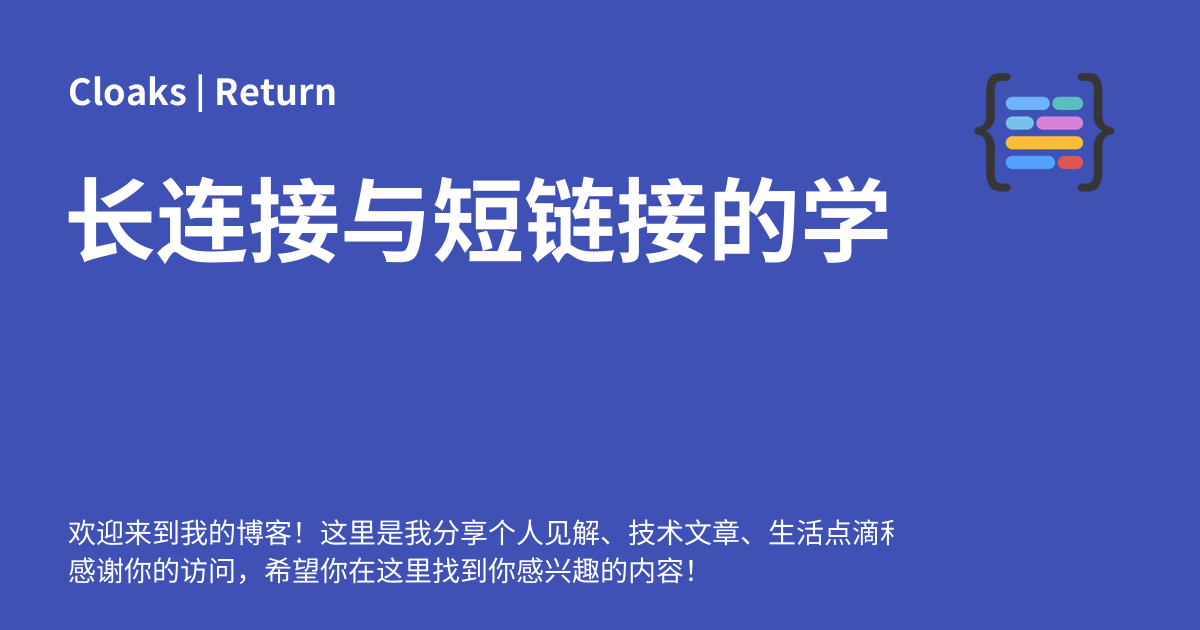 Cloaks | Return
长连接与短链接的学
欢迎来到我的博客！这里是我分享个人见解、技术文章、生活点滴
感谢你的访问，希望你在这里找到你感兴趣的内容！